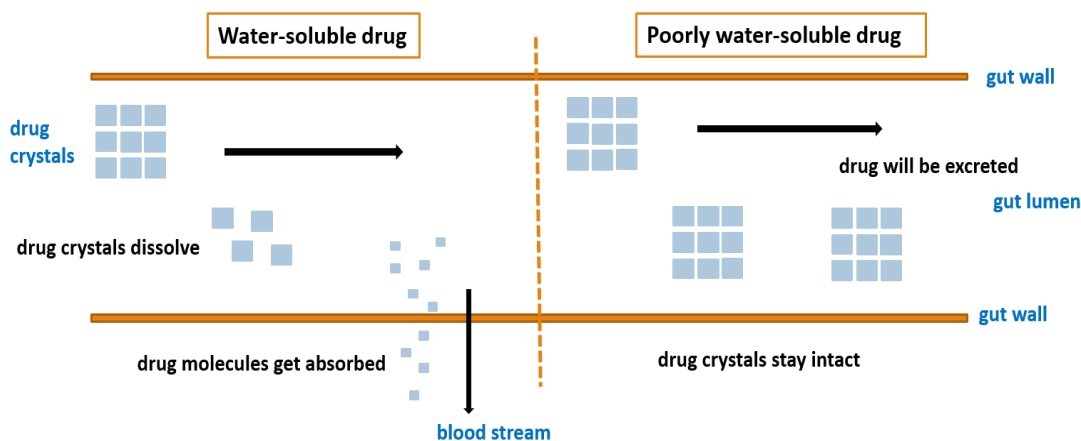 Water-soluble drug
Poorly water-soluble drug
gut wall
drug
crystals
drug will be excreted
gut lumen
drug crystals dissolve
gut wall
drug molecules get absorbed
drug crystals stay intact
blood stream